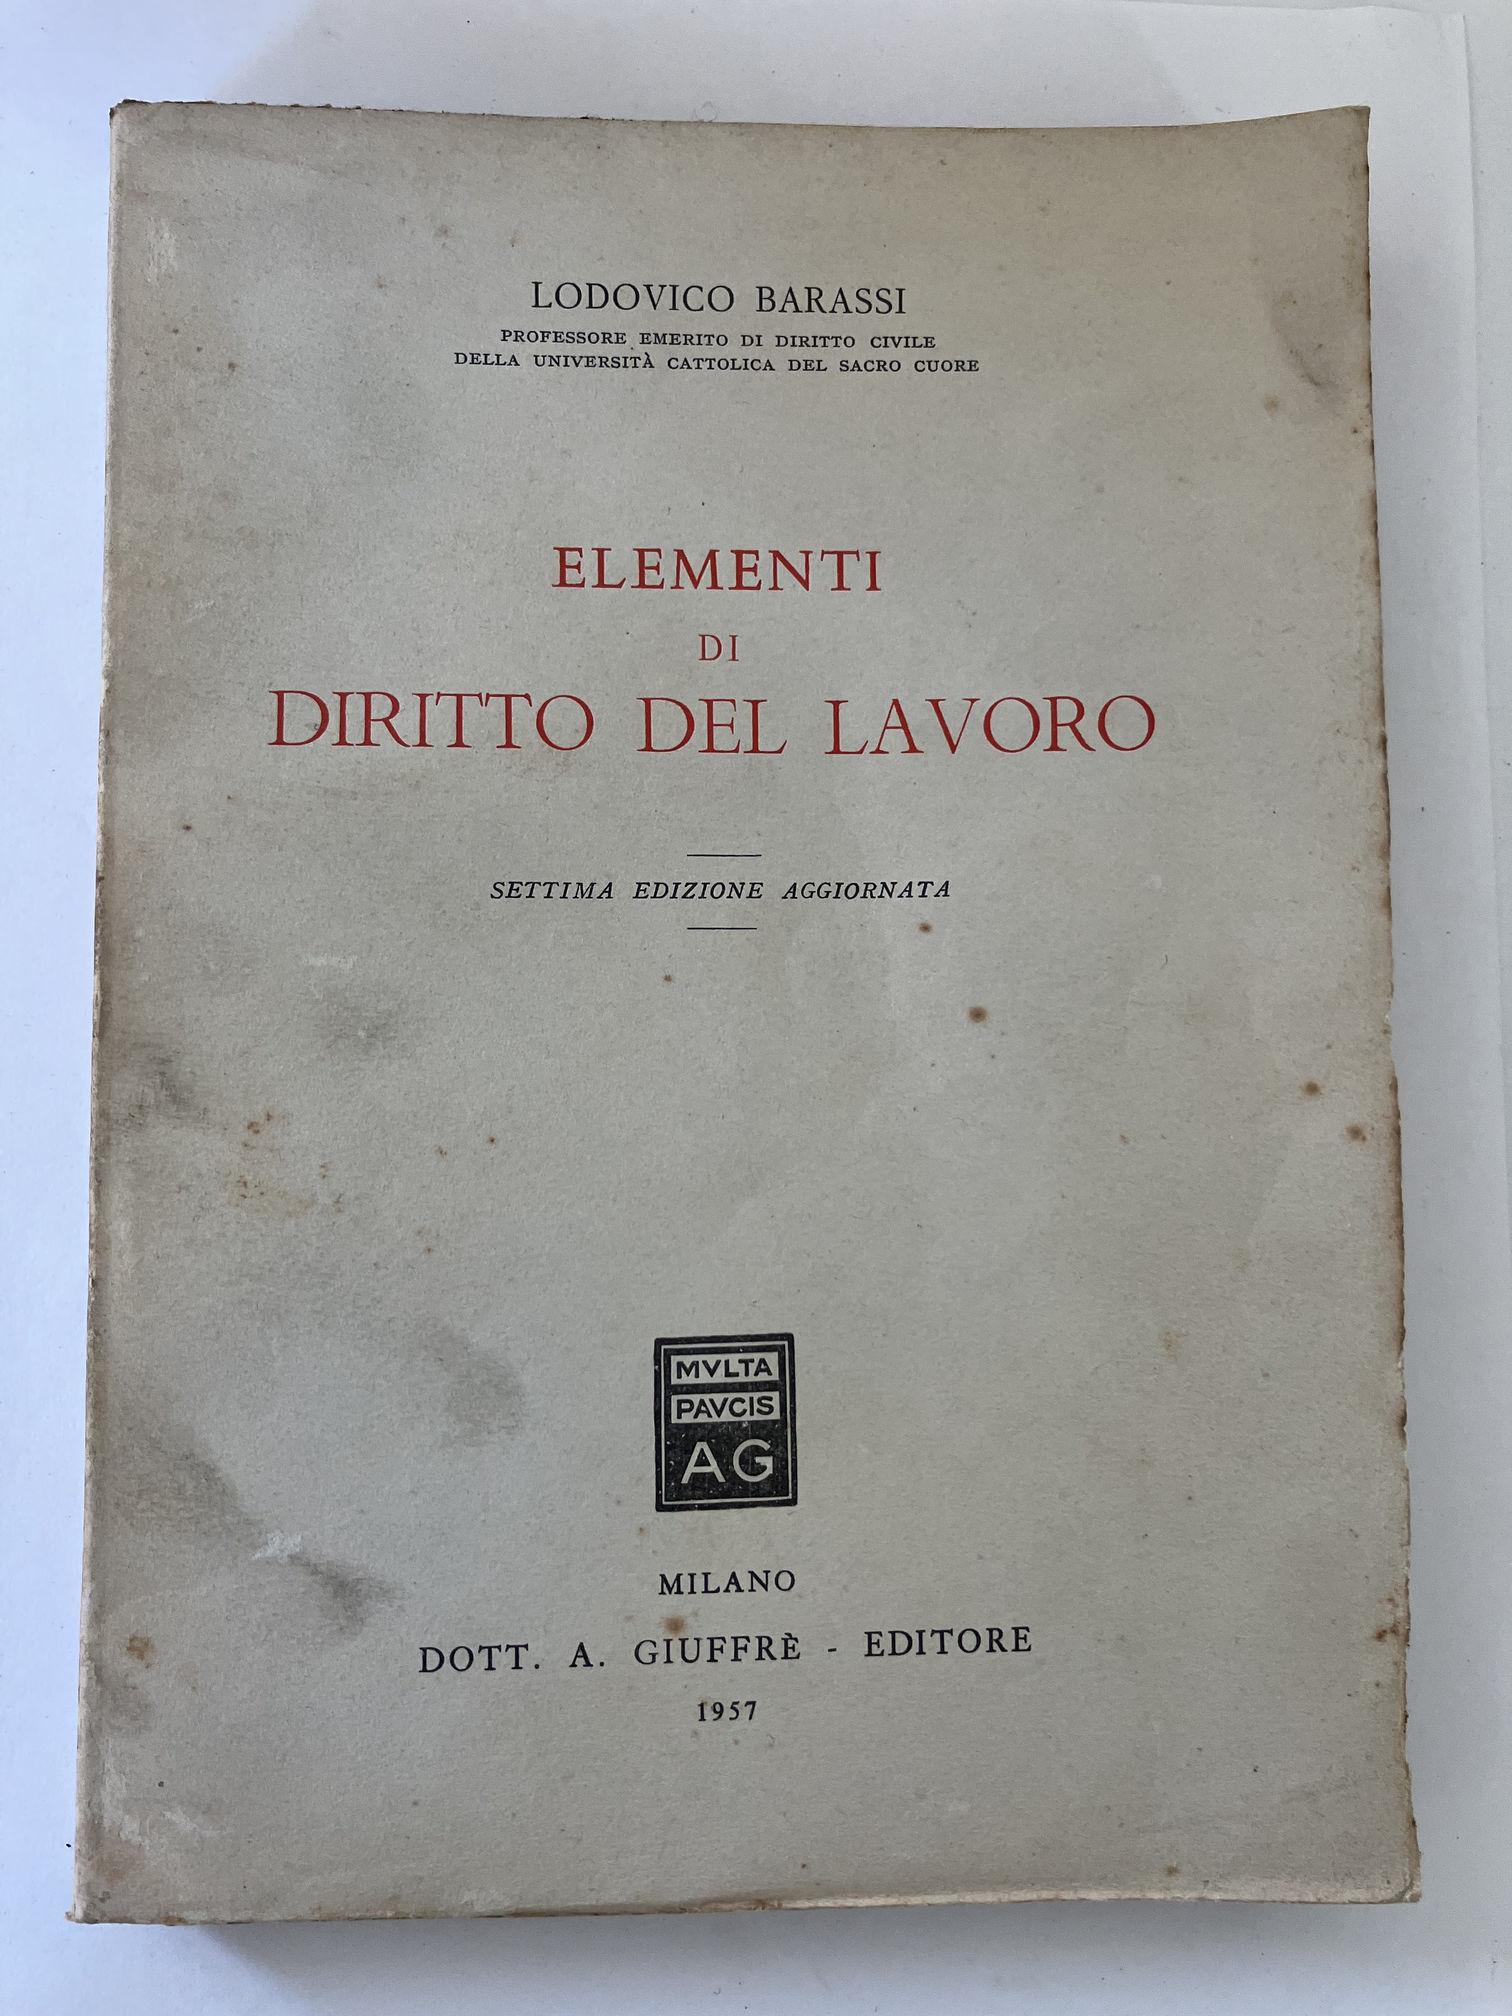 LODOVICO BARASSI
PROFESSORE EMERITO DI DIRITTO CIVILE
DELLA UNIVERSITÀ CATTOLICA DEL SACRO CUORE
ELEMENTI
DI
DIRITTO DEL LAVORO
SETTIMA EDIZIONE AGGIORNATA
MVLTA
PAVCIS
AG
MILANO
DOTT. A. GIUFFRÈ - EDITORE
1957